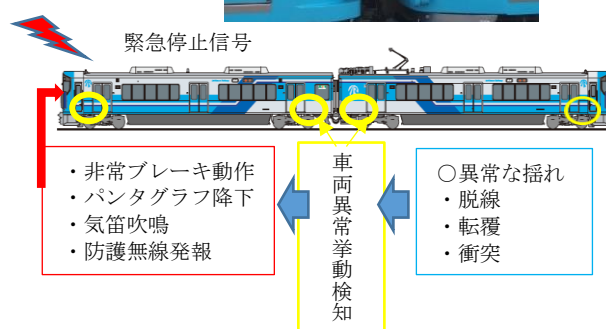 緊急停止信号
・非常ブレーキ動作
・パンタグラフ降下
・気笛吹鳴
・防護無線発報
車両異常挙動検知
○異常な揺れ
・脱線
・転覆
・衝突